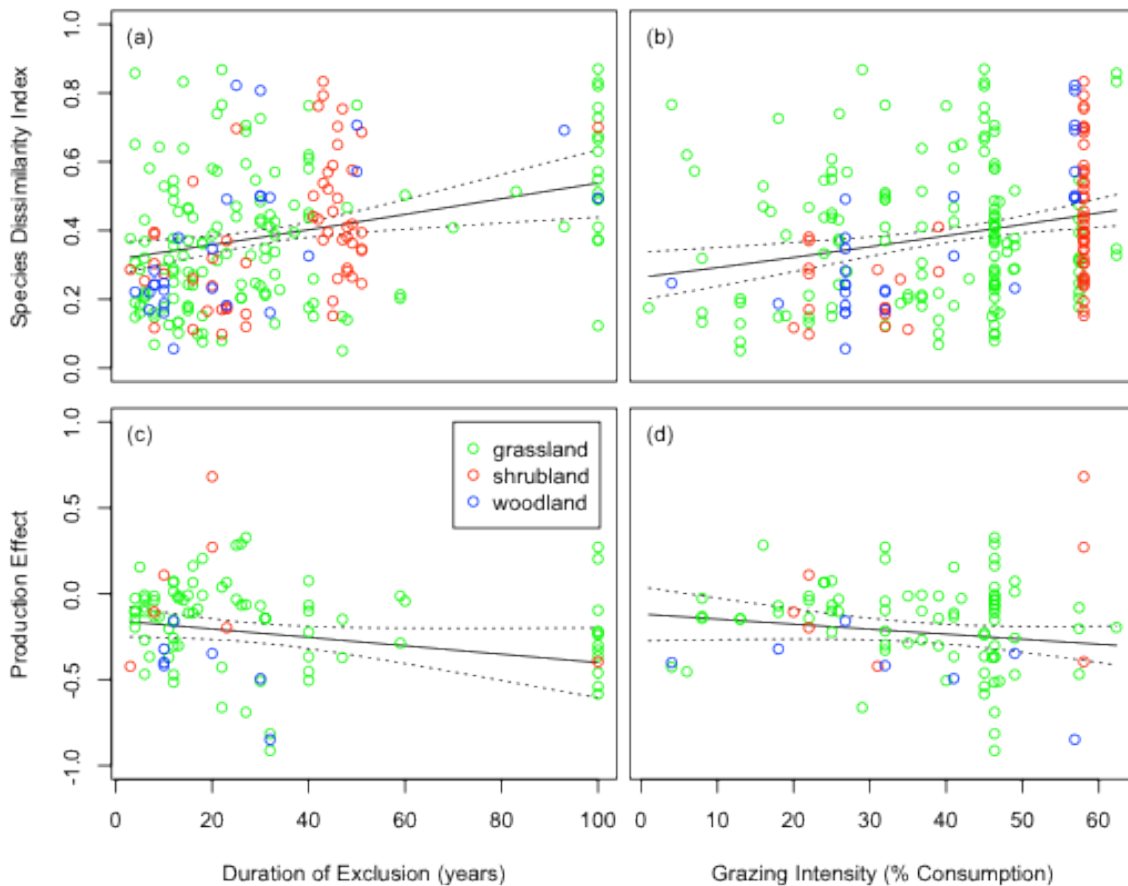 (a)
(b)
Species Dissimilarity Index
1.0
0.8
0.6
0.4
0.2
0.0
(c)
(d)
grassland
shrubland
woodland
Production Effect
1.0
0.5
0.0
-0.5
-1.0
0 20 40 60 80 100
0 10 20 30 40 50 60
Duration of Exclusion (years)
Grazing Intensity (% Consumption)